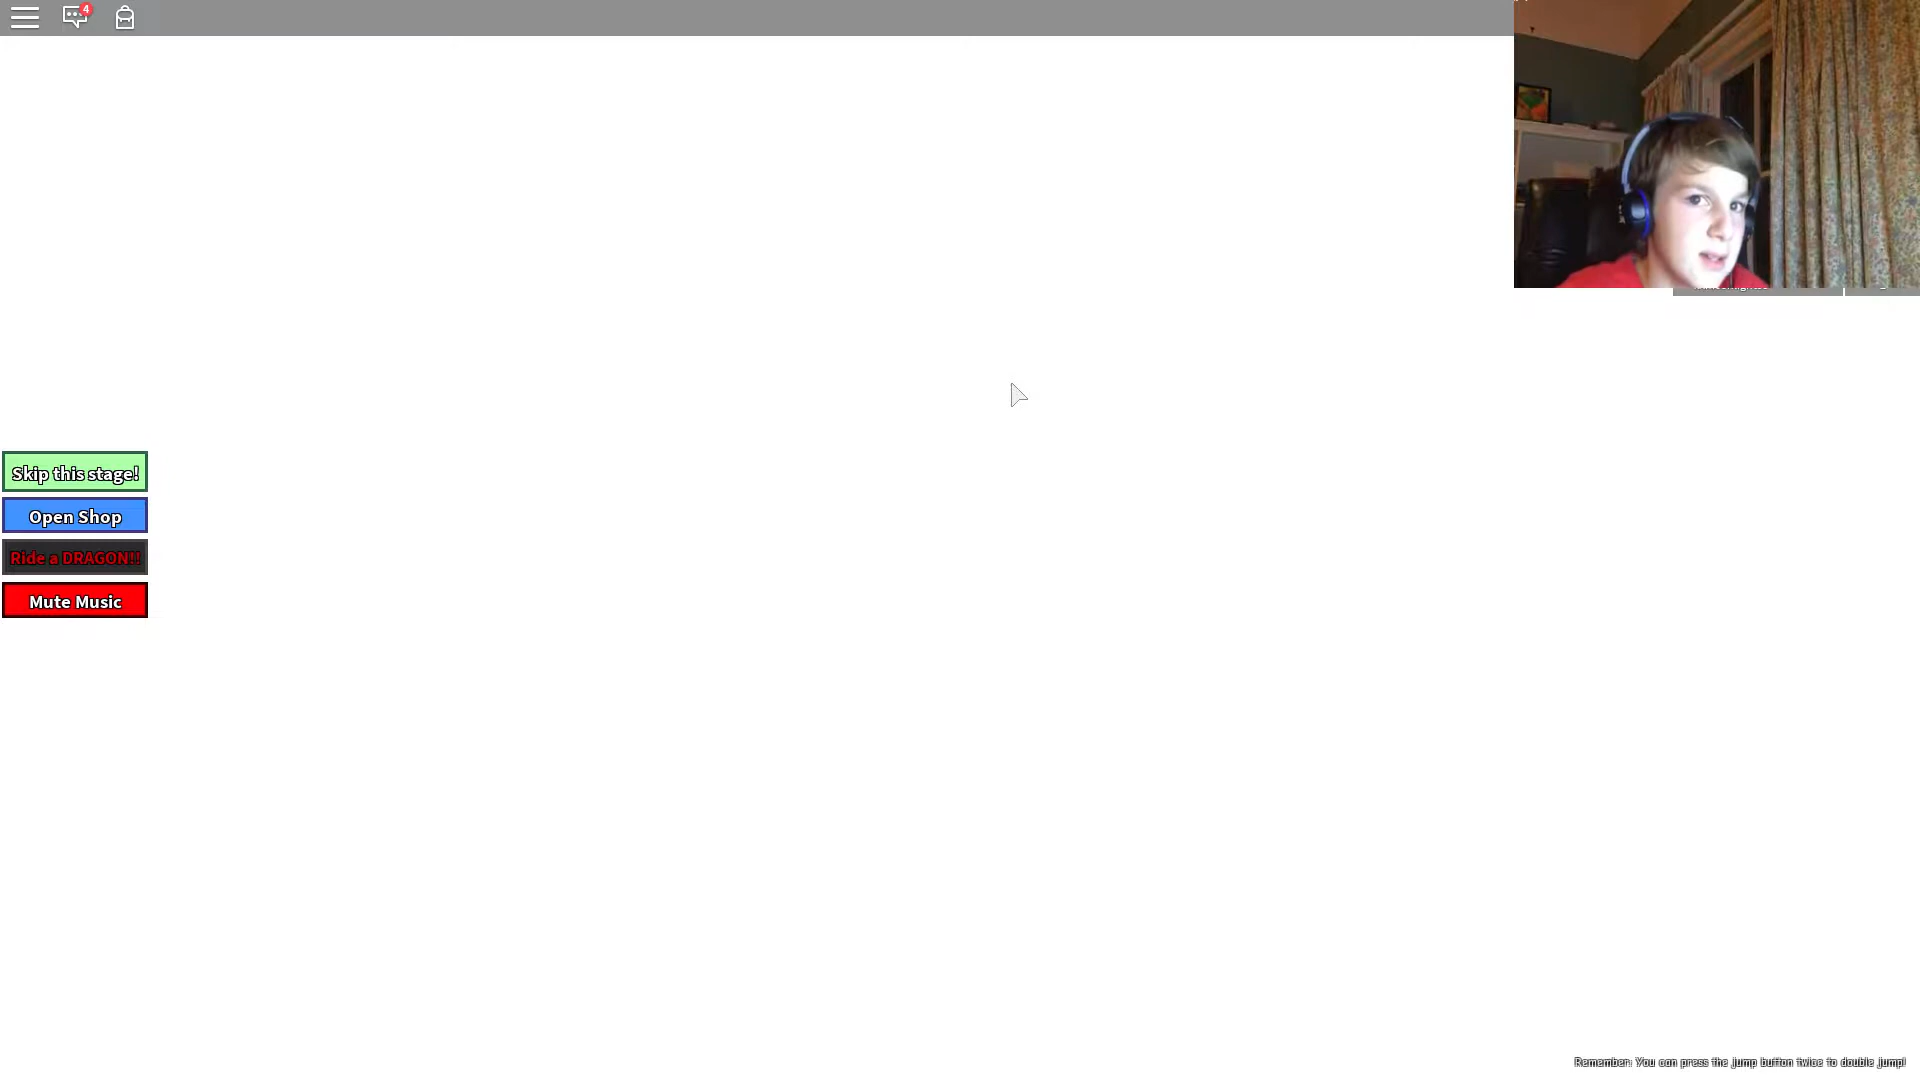 4
Skip this stage!
Open Shop
Ride a DRAGON!!
Mute Music
Remember: You can press the jump button twice to double jump!